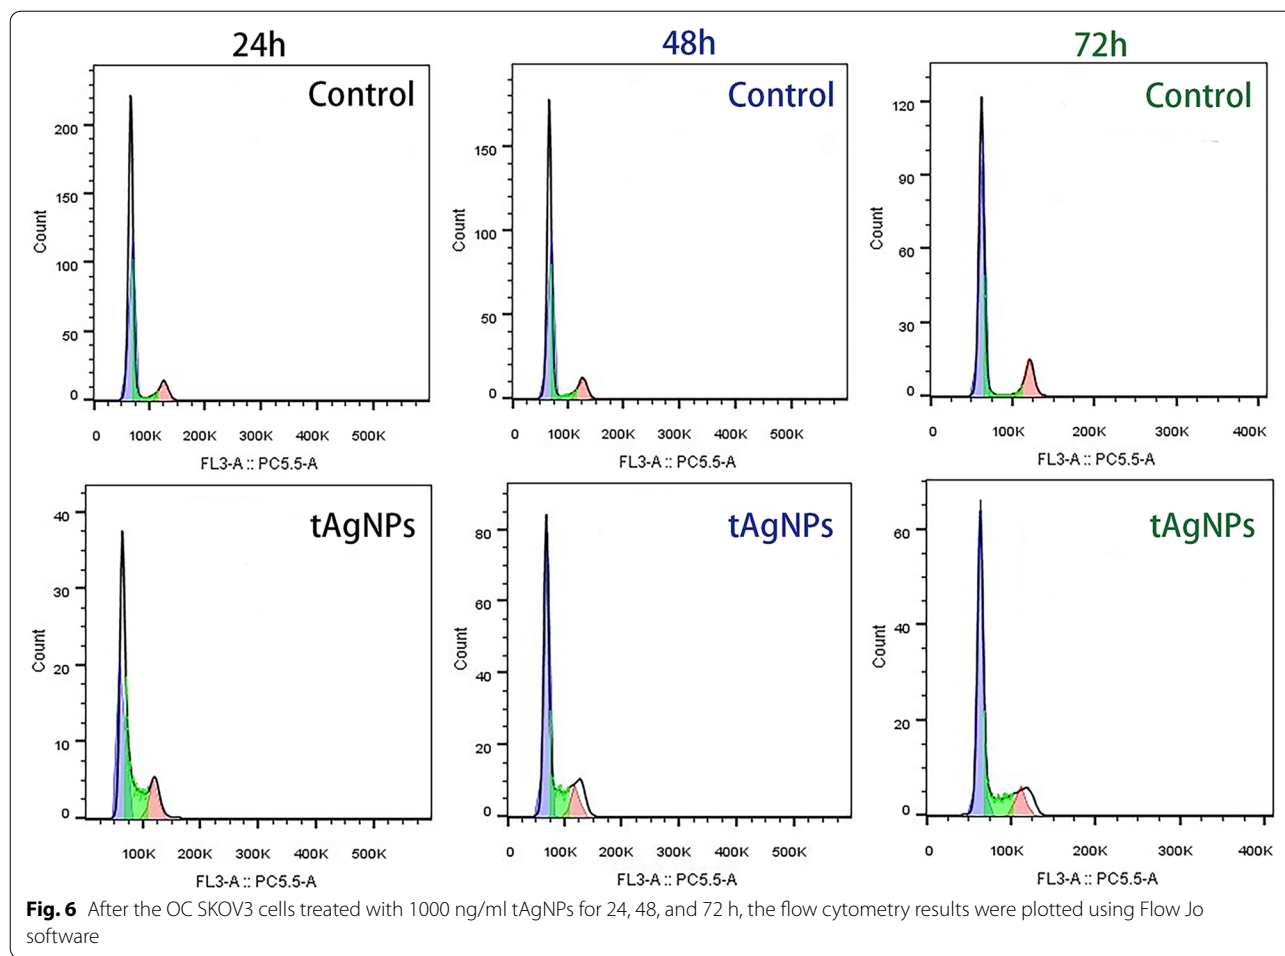 24h
48h
72h
Control
Control
Control
200
150
100
50
0
Count
0 100K 200K 300K 400K 500K
FL3-A :: PC5.5-A
150
100
50
0
Count
0 100K 200K 300K 400K 500K
FL3-A :: PC5.5-A
120
90
60
30
0
Count
0 100K 200K 300K 400K
FL3-A :: PC5.5-A
tAgNPs
tAgNPs
tAgNPs
40
30
20
10
0
Count
100K 200K 300K 400K 500K
FL3-A :: PC5.5-A
80
60
40
20
0
Count
0 100K 200K 300K 400K 500K
FL3-A :: PC5.5-A
60
40
20
0
Count
0 100K 200K 300K 400K
FL3-A :: PC5.5-A
Fig. 6 After the OC SKOV3 cells treated with 1000 ng/ml tAgNPs for 24, 48, and 72 h, the flow cytometry results were plotted using Flow Jo
software